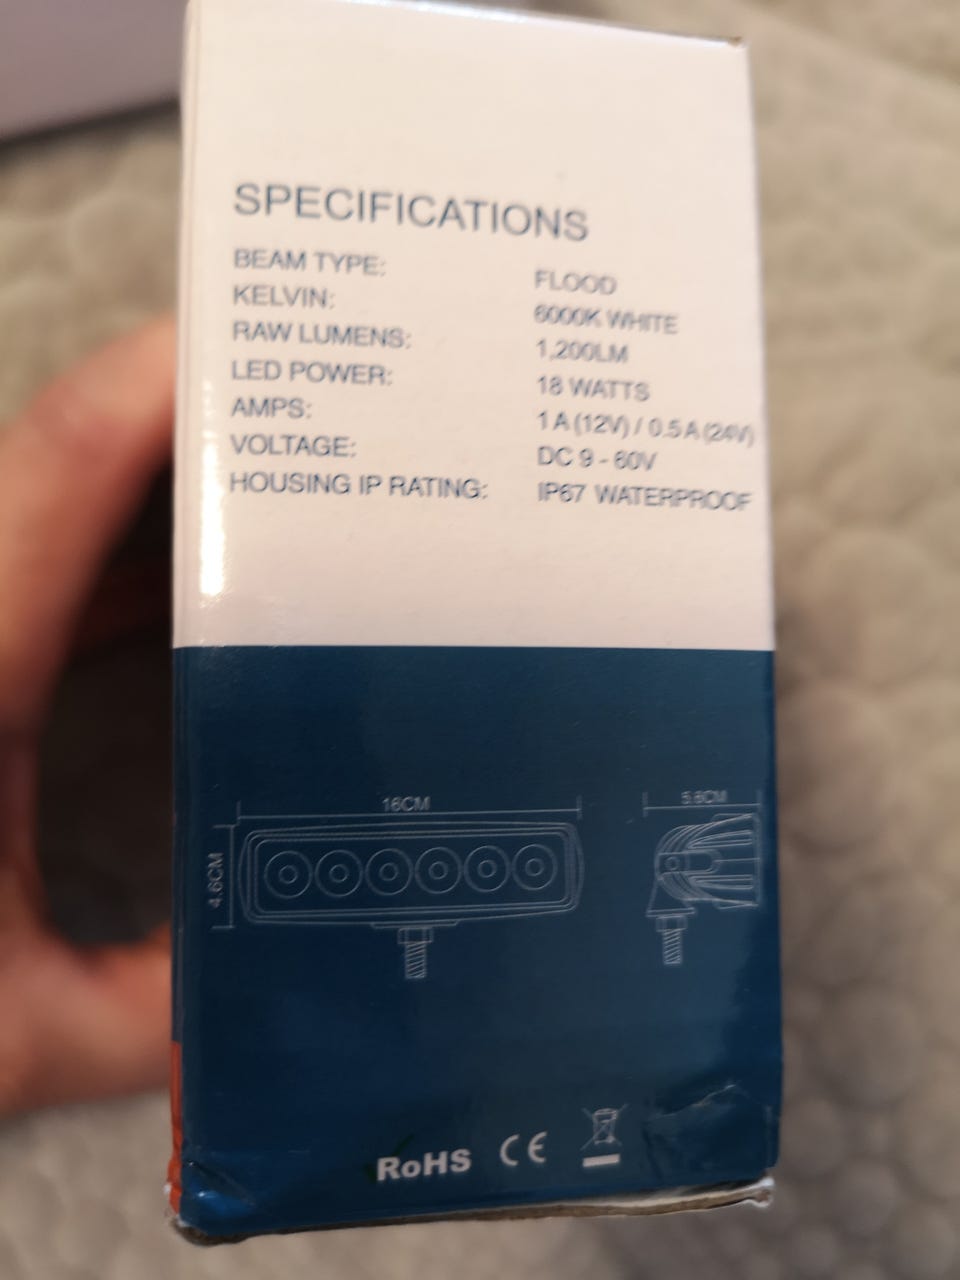 SPECIFICATIONS
BEAM TYPE: FLOOD
KELVIN: 6000K WHITE
RAW LUMENS: 1,200LM
LED POWER: 18 WATTS
AMPS: 1 A (12V) / 0.5 A (24V)
VOLTAGE: DC 9 - 60V
HOUSING IP RATING: IP67 WATERPROOF
16CM
5.8CM
4.6CM
RoHS CE